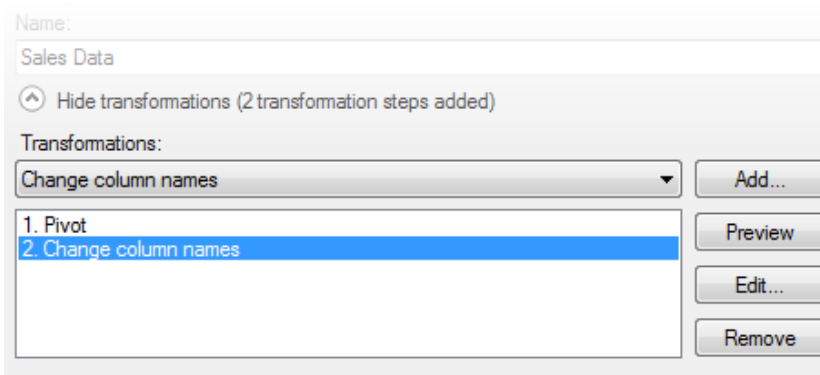 Name:
Sales Data
Hide transformations (2 transformation steps added)
Transformations:
Change column names
Add...
1. Pivot
2. Change column names
Preview
Edit...
Remove